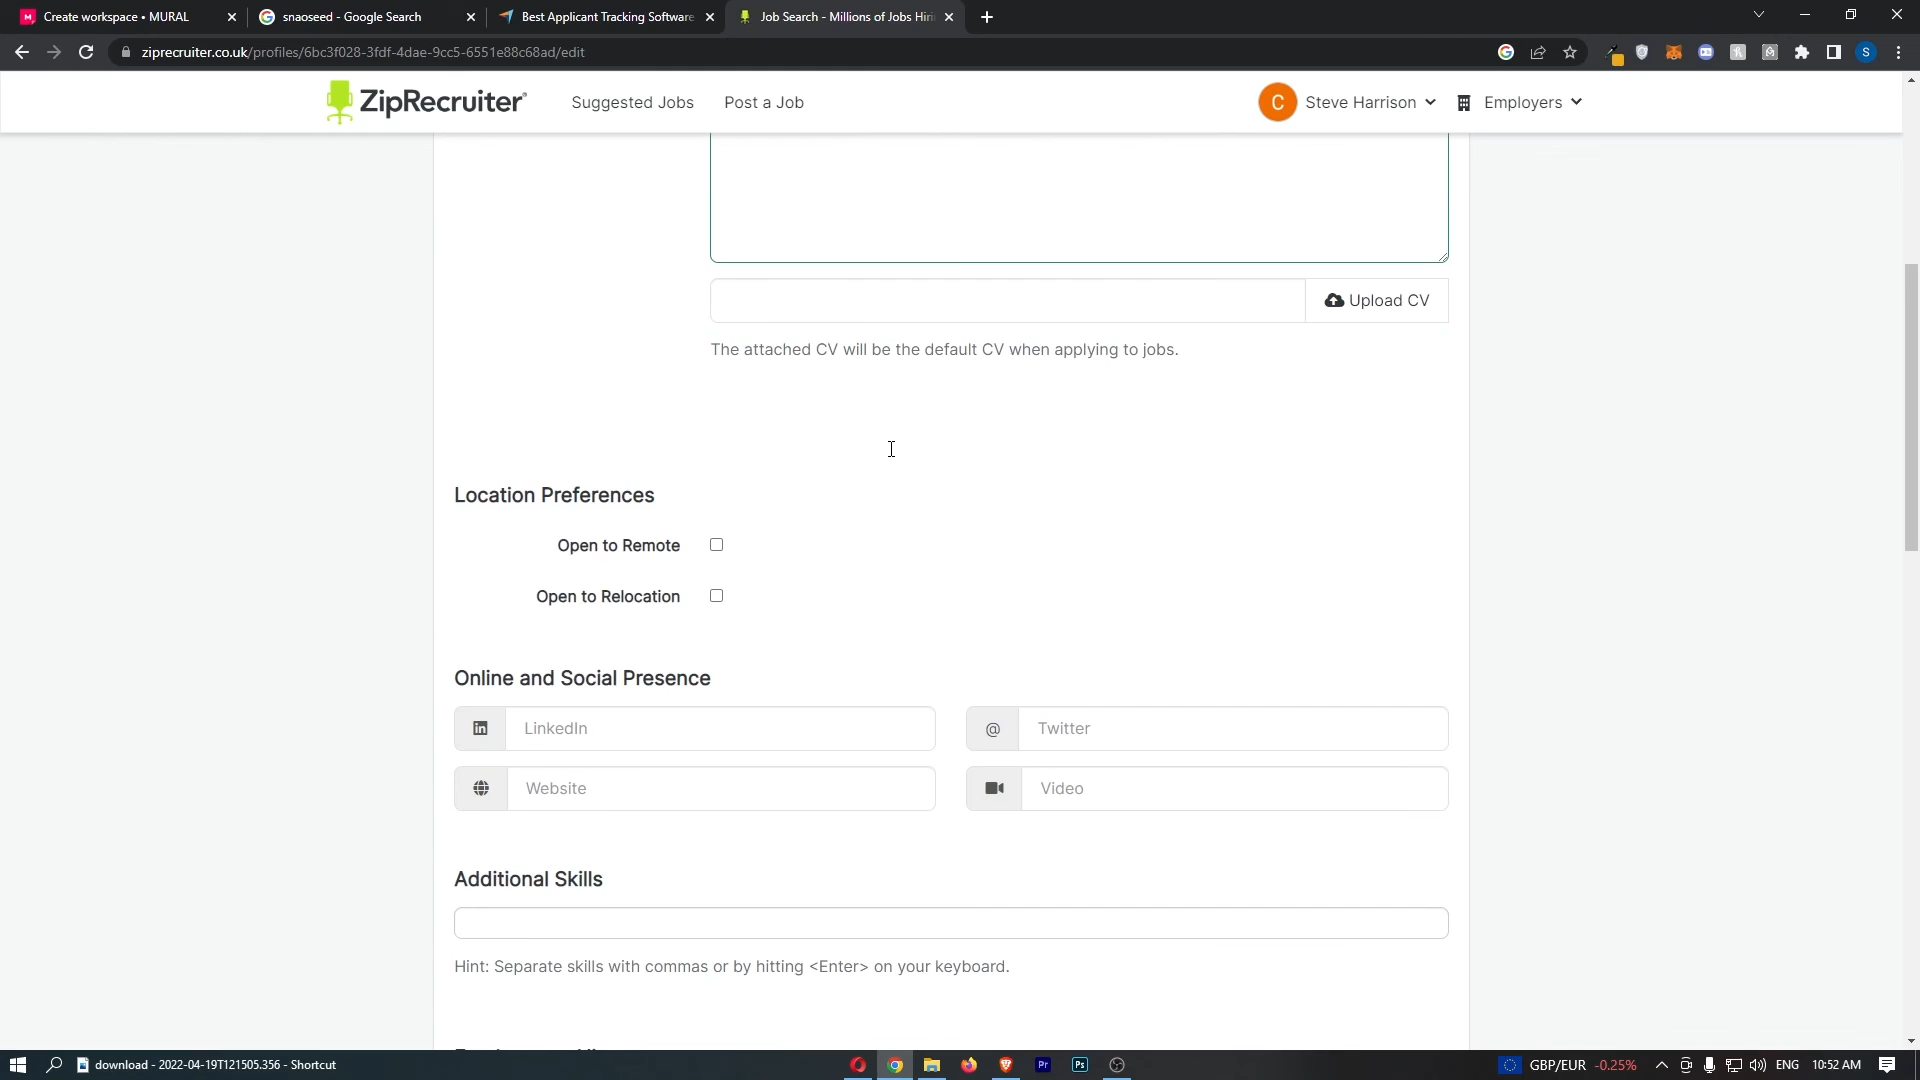 Create workspace • MURAL
snaoseed - Google Search
Best Applicant Tracking Software
Job Search - Millions of Jobs Hiri
ziprecruiter.co.uk/profiles/6bc3f028-3fdf-4dae-9cc5-6551e88c68ad/edit
S
ZipRecruiter
Suggested Jobs
Post a Job
C
Steve Harrison
Employers
Upload CV
The attached CV will be the default CV when applying to jobs.
Location Preferences
Open to Remote
Open to Relocation
Online and Social Presence
in
LinkedIn
@
Twitter
Website
Video
Additional Skills
Hint: Separate skills with commas or by hitting <Enter> on your keyboard.
download - 2022-04-19T121505.356 - Shortcut
Pr
Ps
GBP/EUR -0.25%
ENG
10:52 AM